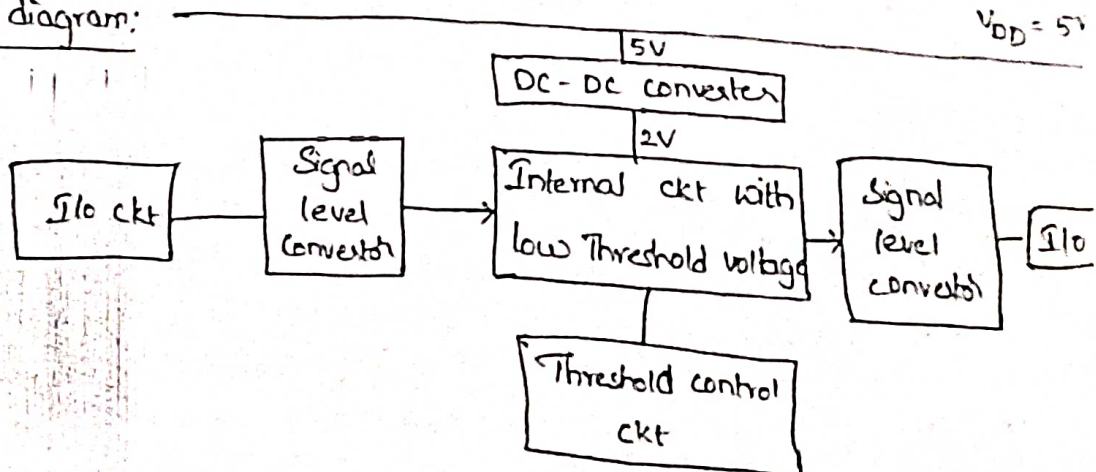 diagram:
VDD = 5V
5V
DC-DC converter
2V
I/o ckt
Signal
level
Convertor
Internal ckt with
low Threshold voltage
Signal
level
convertor
I/o
Threshold control
ckt